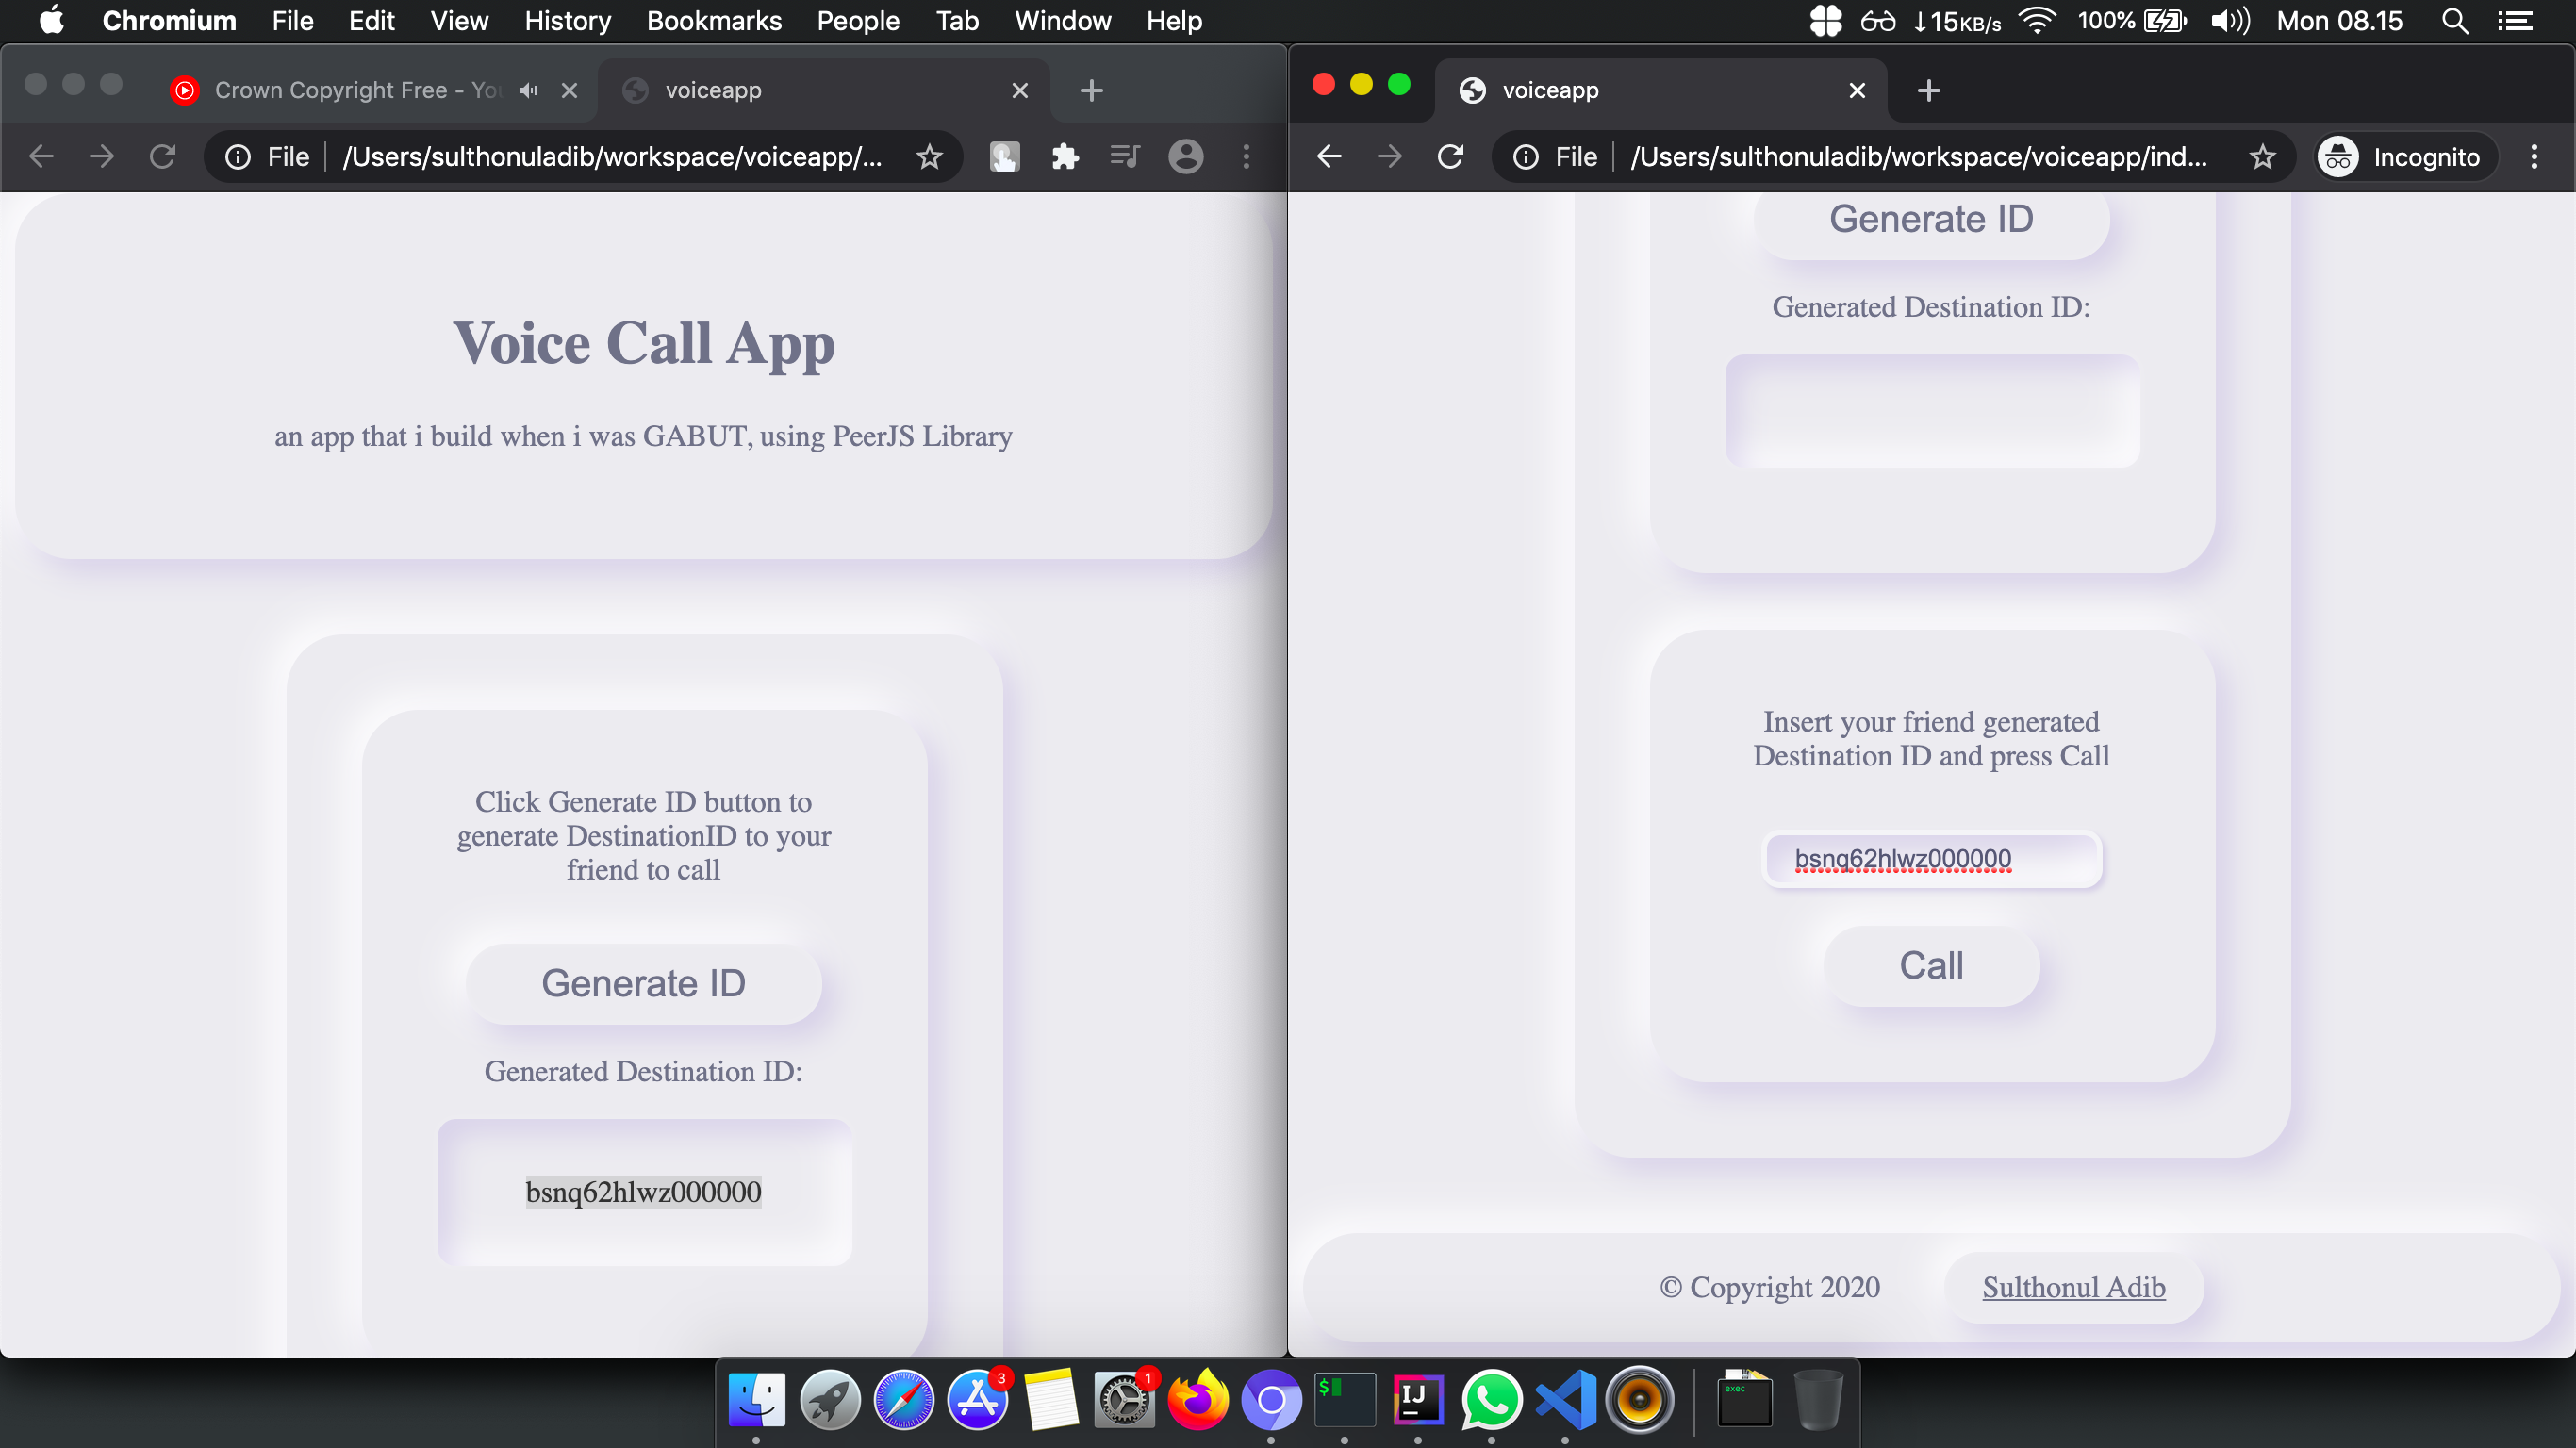 Chromium File Edit View History Bookmarks People Tab Window Help ↓15KB/s 100% Mon 08.15
Crown Copyright Free - You
voiceapp
File /Users/sulthonuladib/workspace/voiceapp/...
Voice Call App
an app that i build when i was GABUT, using PeerJS Library
Click Generate ID button to
generate DestinationID to your
friend to call
Generate ID
Generated Destination ID:
bsnq62hlwz000000
voiceapp
File /Users/sulthonuladib/workspace/voiceapp/ind... Incognito
Generate ID
Generated Destination ID:
Insert your friend generated
Destination ID and press Call
bsnq62hlwz000000
Call
© Copyright 2020 Sulthonul Adib
3
1
$
IJ
exec